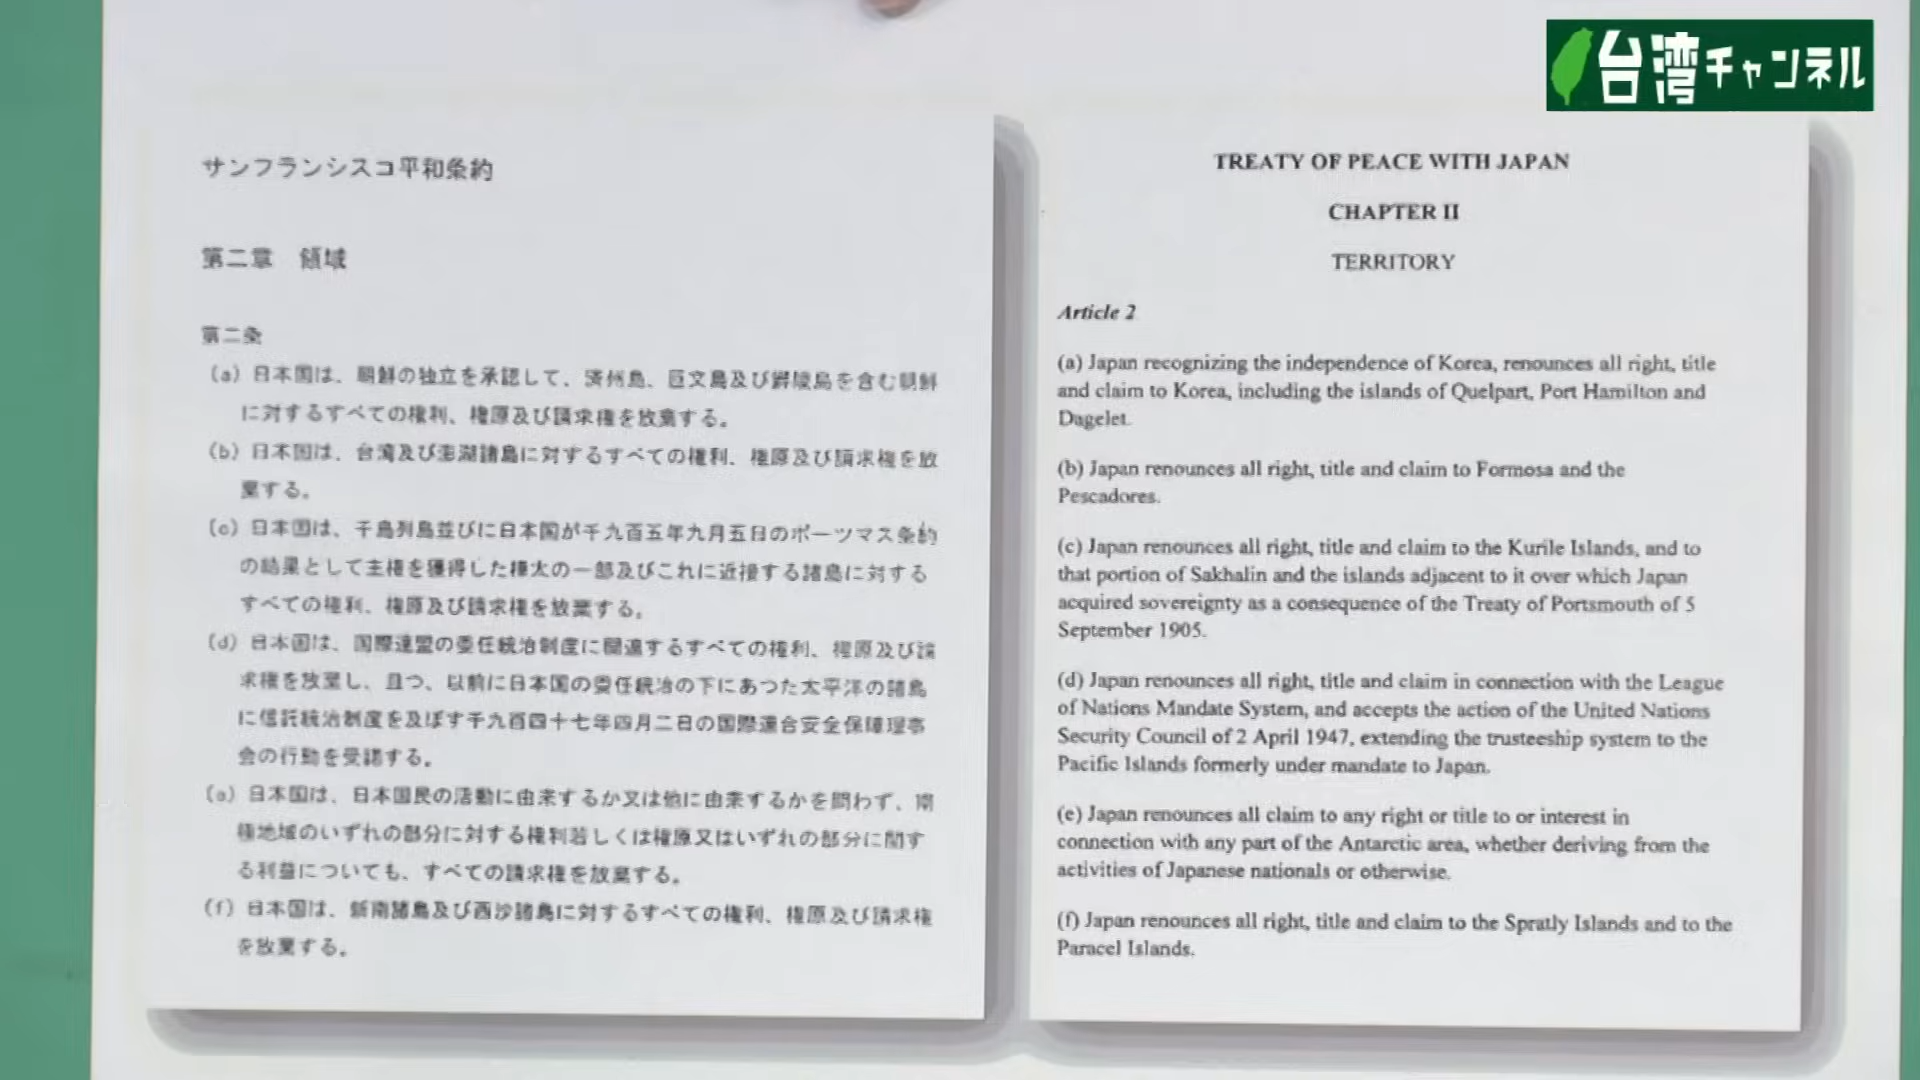 台湾チャンネル
サンフランシスコ平和条約
第二章　領域
第二条
(a) 日本国は、朝鮮の独立を承認して、済州島、巨文島及び鬱陵島を含む朝鮮
に対するすべての権利、権原及び請求権を放棄する。
(b) 日本国は、台湾及び澎湖諸島に対するすべての権利、権原及び請求権を放
棄する。
(c) 日本国は、千島列島並びに日本国が千九百五年九月五日のポーツマス条約
の結果として主権を獲得した樺太の一部及びこれに近接する諸島に対する
すべての権利、権原及び請求権を放棄する。
(d) 日本国は、国際連盟の委任統治制度に関連するすべての権利、権原及び請
求権を放棄し、且つ、以前に日本国の委任統治の下にあつた太平洋の諸島
に信託統治制度を及ぼす千九百四十七年四月二日の国際連合安全保障理事
会の行動を受諾する。
(e) 日本国は、日本国民の活動に由来するか又は他に由来するかを問わず、南
極地域のいずれの部分に対する権利若しくは権原又はいずれの部分に関す
る利益についても、すべての請求権を放棄する。
(f) 日本国は、新南諸島及び西沙諸島に対するすべての権利、権原及び請求権
を放棄する。
TREATY OF PEACE WITH JAPAN
CHAPTER II
TERRITORY
Article 2
(a) Japan recognizing the independence of Korea, renounces all right, title
and claim to Korea, including the islands of Quelpart, Port Hamilton and
Dagelet.
(b) Japan renounces all right, title and claim to Formosa and the
Pescadores.
(c) Japan renounces all right, title and claim to the Kurile Islands, and to
that portion of Sakhalin and the islands adjacent to it over which Japan
acquired sovereignty as a consequence of the Treaty of Portsmouth of 5
September 1905.
(d) Japan renounces all right, title and claim in connection with the League
of Nations Mandate System, and accepts the action of the United Nations
Security Council of 2 April 1947, extending the trusteeship system to the
Pacific Islands formerly under mandate to Japan.
(e) Japan renounces all claim to any right or title to or interest in
connection with any part of the Antarctic area, whether deriving from the
activities of Japanese nationals or otherwise.
(f) Japan renounces all right, title and claim to the Spratly Islands and to the
Paracel Islands.